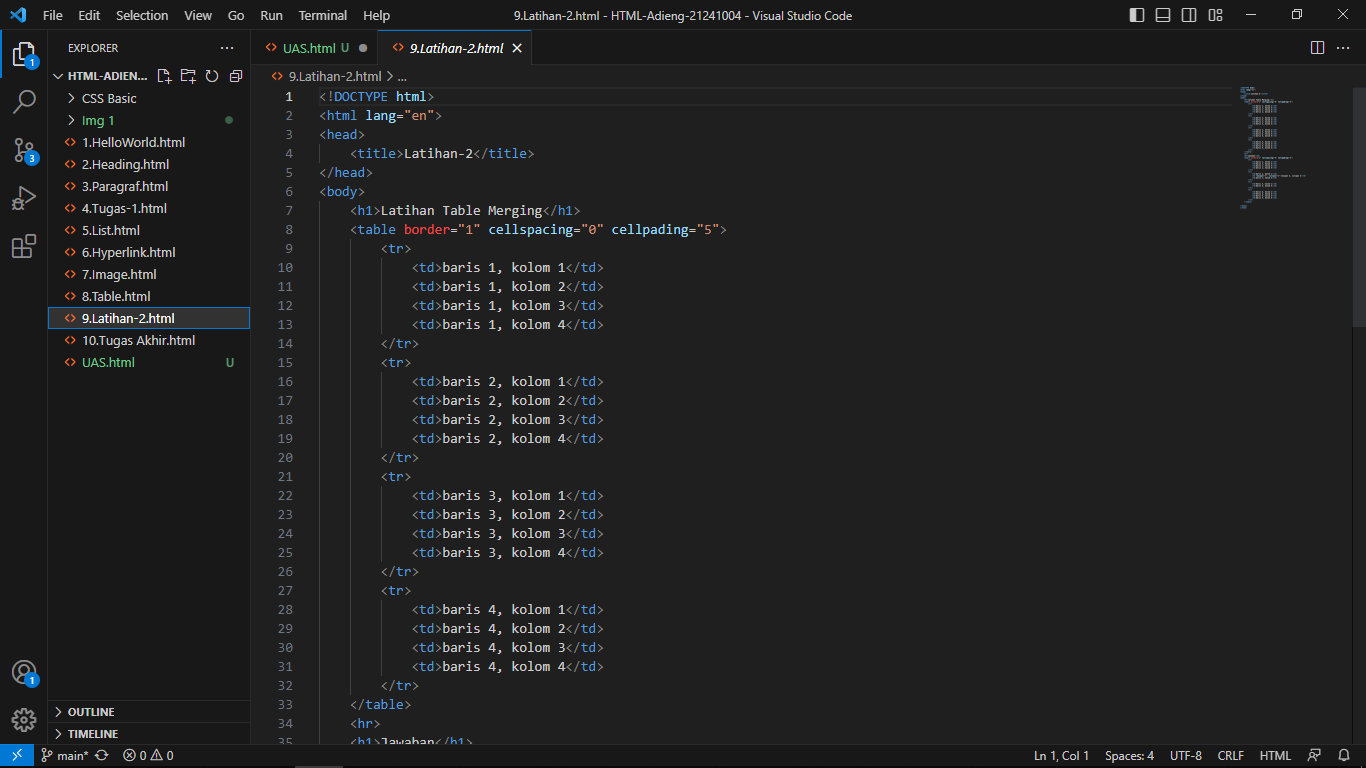 File Edit Selection View Go Run Terminal Help 9.Latihan-2.html - HTML-Adieng-21241004 - Visual Studio Code
EXPLORER
HTML-ADIEN...
CSS Basic
Img 1
1.HelloWorld.html
2.Heading.html
3.Paragraf.html
4.Tugas-1.html
5.List.html
6.Hyperlink.html
7.Image.html
8.Table.html
9.Latihan-2.html
10.Tugas Akhir.html
UAS.html U
OUTLINE
TIMELINE
1
3
1
UAS.html U 9.Latihan-2.html
9.Latihan-2.html > ...
1 <!DOCTYPE html>
2 <html lang="en">
3 <head>
4 <title>Latihan-2</title>
5 </head>
6 <body>
7 <h1>Latihan Table Merging</h1>
8 <table border="1" cellspacing="0" cellpading="5">
9 <tr>
10 <td>baris 1, kolom 1</td>
11 <td>baris 1, kolom 2</td>
12 <td>baris 1, kolom 3</td>
13 <td>baris 1, kolom 4</td>
14 </tr>
15 <tr>
16 <td>baris 2, kolom 1</td>
17 <td>baris 2, kolom 2</td>
18 <td>baris 2, kolom 3</td>
19 <td>baris 2, kolom 4</td>
20 </tr>
21 <tr>
22 <td>baris 3, kolom 1</td>
23 <td>baris 3, kolom 2</td>
24 <td>baris 3, kolom 3</td>
25 <td>baris 3, kolom 4</td>
26 </tr>
27 <tr>
28 <td>baris 4, kolom 1</td>
29 <td>baris 4, kolom 2</td>
30 <td>baris 4, kolom 3</td>
31 <td>baris 4, kolom 4</td>
32 </tr>
33 </table>
34 <hr>
35 <h1>Jawaban</h1>
main* 0 0 Ln 1, Col 1 Spaces: 4 UTF-8 CRLF HTML